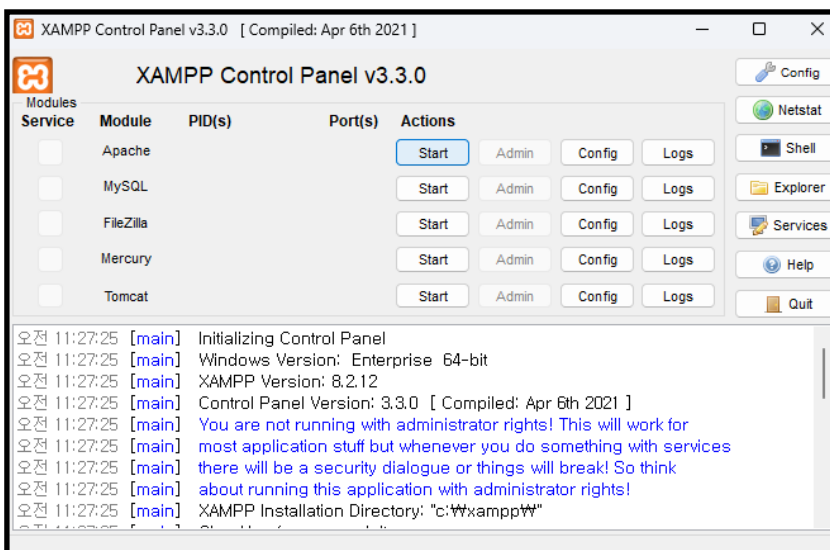 XAMPP Control Panel v3.3.0 [ Compiled: Apr 6th 2021 ]
XAMPP Control Panel v3.3.0
Config
Modules
Netstat
Service Module PID(s) Port(s) Actions
Apache Start Admin Config Logs
Shell
MySQL Start Admin Config Logs
Explorer
FileZilla Start Admin Config Logs
Services
Mercury Start Admin Config Logs
Help
Tomcat Start Admin Config Logs
Quit
오전 11:27:25 [main] Initializing Control Panel
오전 11:27:25 [main] Windows Version: Enterprise 64-bit
오전 11:27:25 [main] XAMPP Version: 8.2.12
오전 11:27:25 [main] Control Panel Version: 3.3.0 [ Compiled: Apr 6th 2021 ]
오전 11:27:25 [main] You are not running with administrator rights! This will work for
오전 11:27:25 [main] most application stuff but whenever you do something with services
오전 11:27:25 [main] there will be a security dialogue or things will break! So think
오전 11:27:25 [main] about running this application with administrator rights!
오전 11:27:25 [main] XAMPP Installation Directory: "c:₩xampp₩"